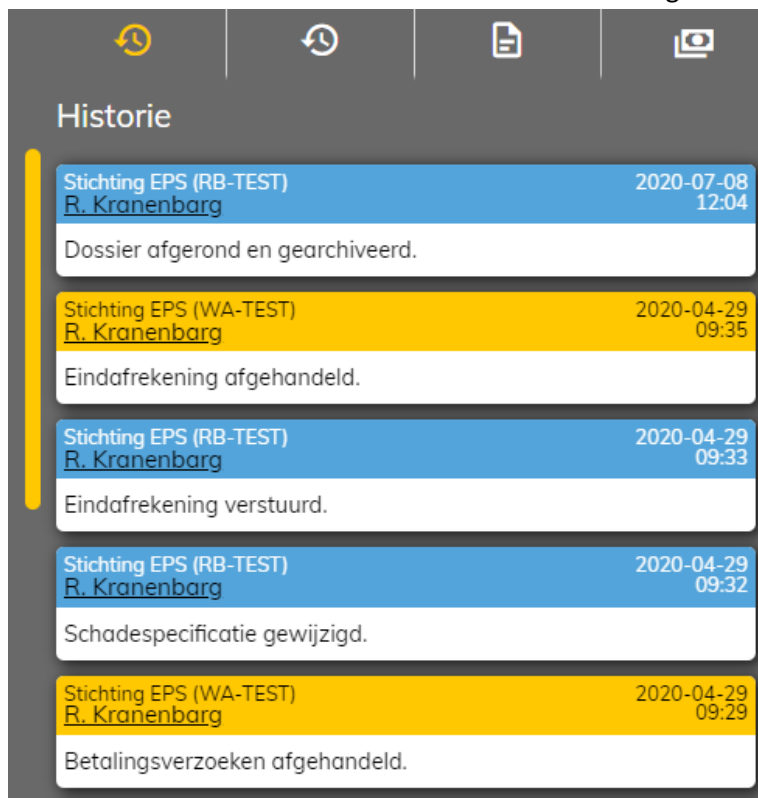 Historie
Stichting EPS (RB-TEST) 2020-07-08
R. Kranenbarg 12:04
Dossier afgerond en gearchiveerd.
Stichting EPS (WA-TEST) 2020-04-29
R. Kranenbarg 09:35
Eindafrekening afgehandeld.
Stichting EPS (RB-TEST) 2020-04-29
R. Kranenbarg 09:33
Eindafrekening verstuurd.
Stichting EPS (RB-TEST) 2020-04-29
R. Kranenbarg 09:32
Schadespecificatie gewijzigd.
Stichting EPS (WA-TEST) 2020-04-29
R. Kranenbarg 09:29
Betalingsverzoeken afgehandeld.